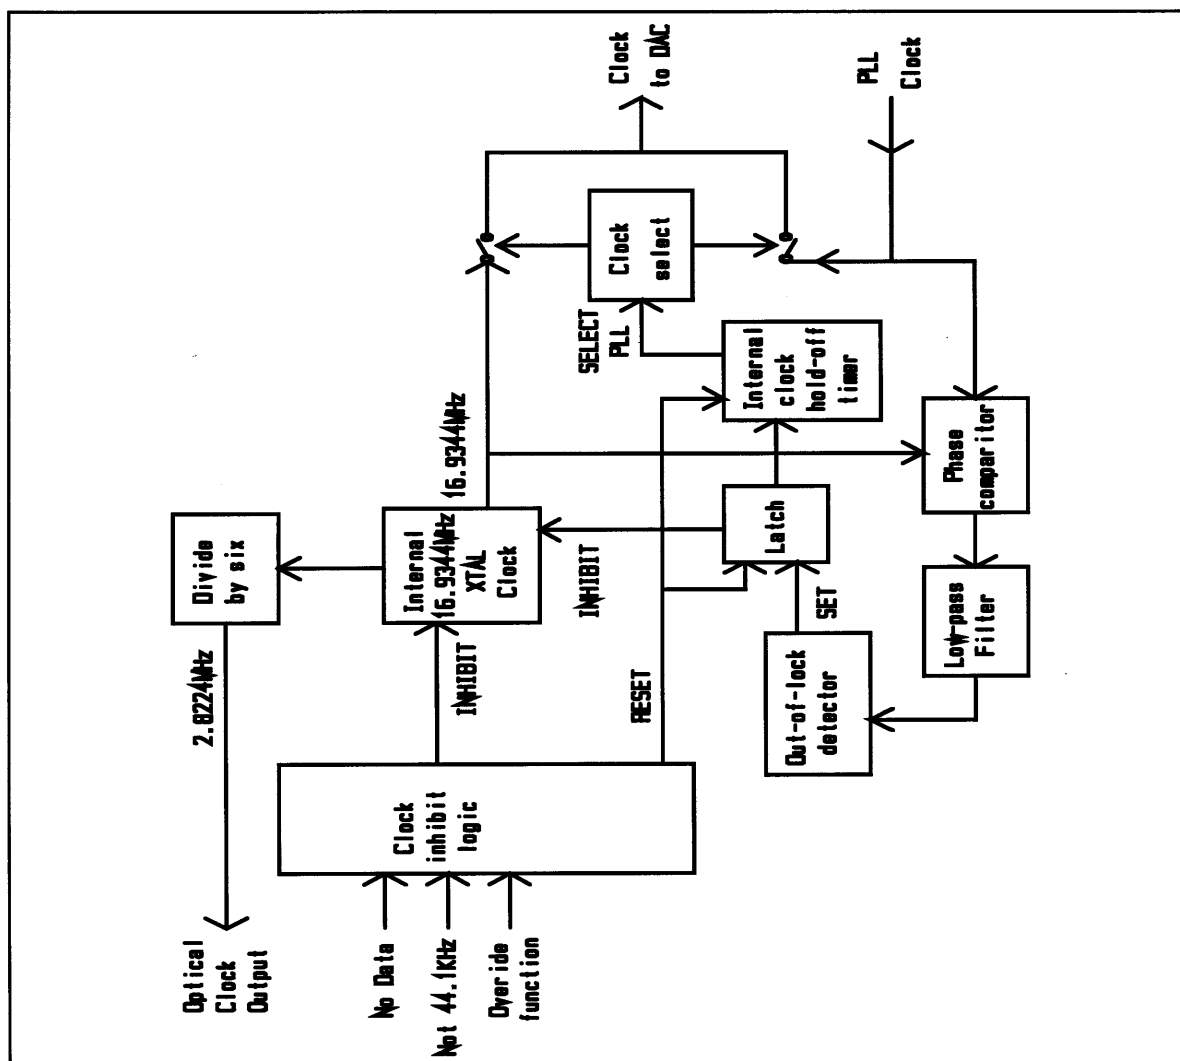 Optical
Clock
Output
2.8224MHz
Divide
by six
No Data
Not 44.1KHz
Overide
function
Clock
inhibit
logic
INHIBIT
RESET
Internal
16.9344MHz
XTAL
Clock
16.9344MHz
INHIBIT
Latch
SET
Out-of-lock
detector
Internal
clock
hold-off
timer
SELECT
PLL
Clock
select
Clock
to DAC
PLL
Clock
Phase
comparitor
Low-pass
Filter